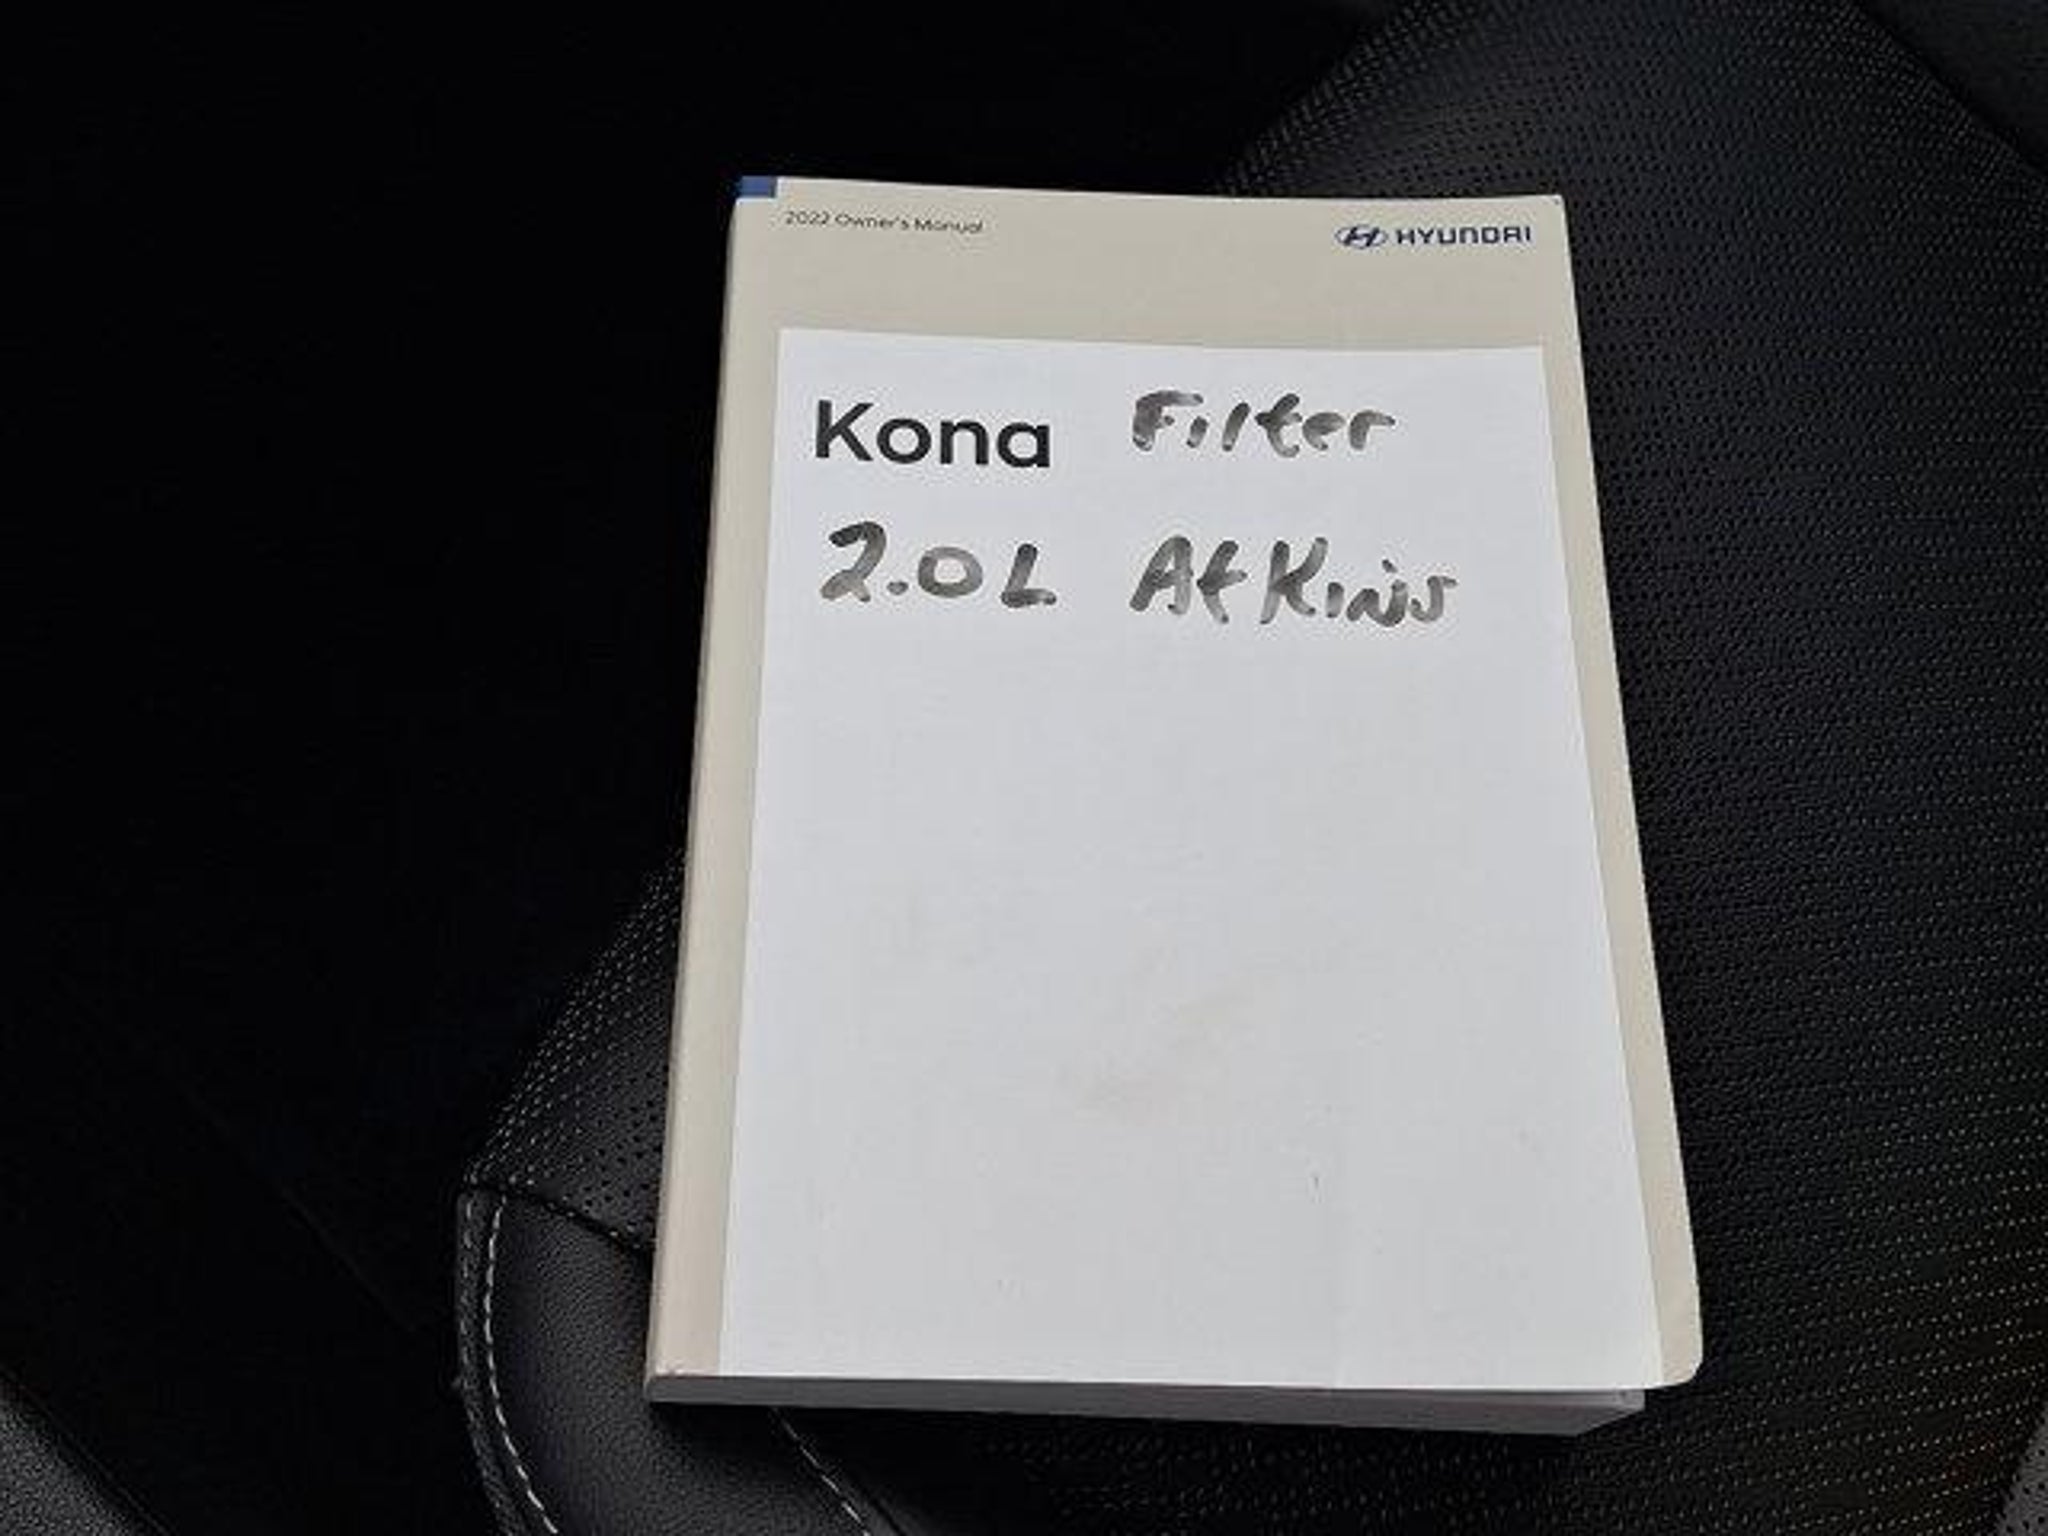 2022 Owner's Manual HYUNDAI
Kona Filter
2.0L Atkins